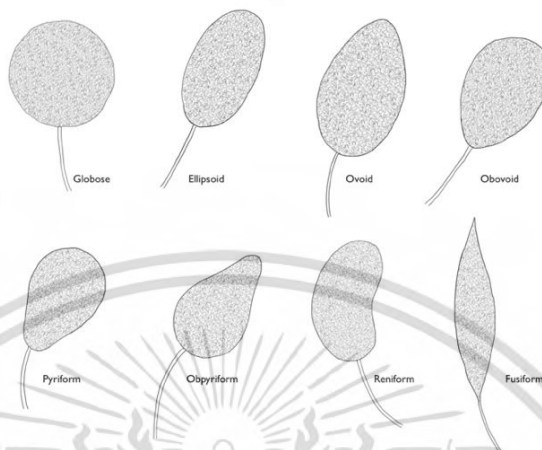 Globose
Ellipsoid
Ovoid
Obovoid
Pyriform
Obpyriform
Reniform
Fusiform